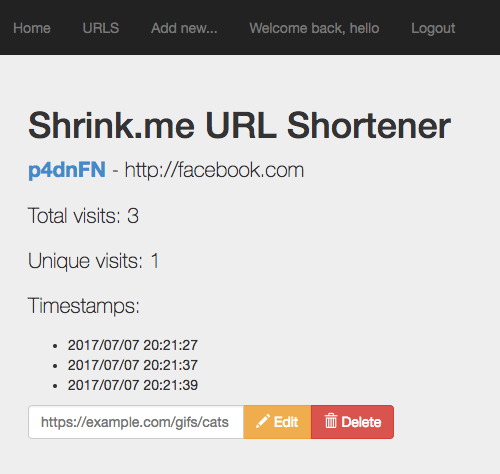 Home URLS Add new... Welcome back, hello Logout
Shrink.me URL Shortener
p4dnFN - http://facebook.com
Total visits: 3
Unique visits: 1
Timestamps:
2017/07/07 20:21:27
2017/07/07 20:21:37
2017/07/07 20:21:39
https://example.com/gifs/cats Edit Delete